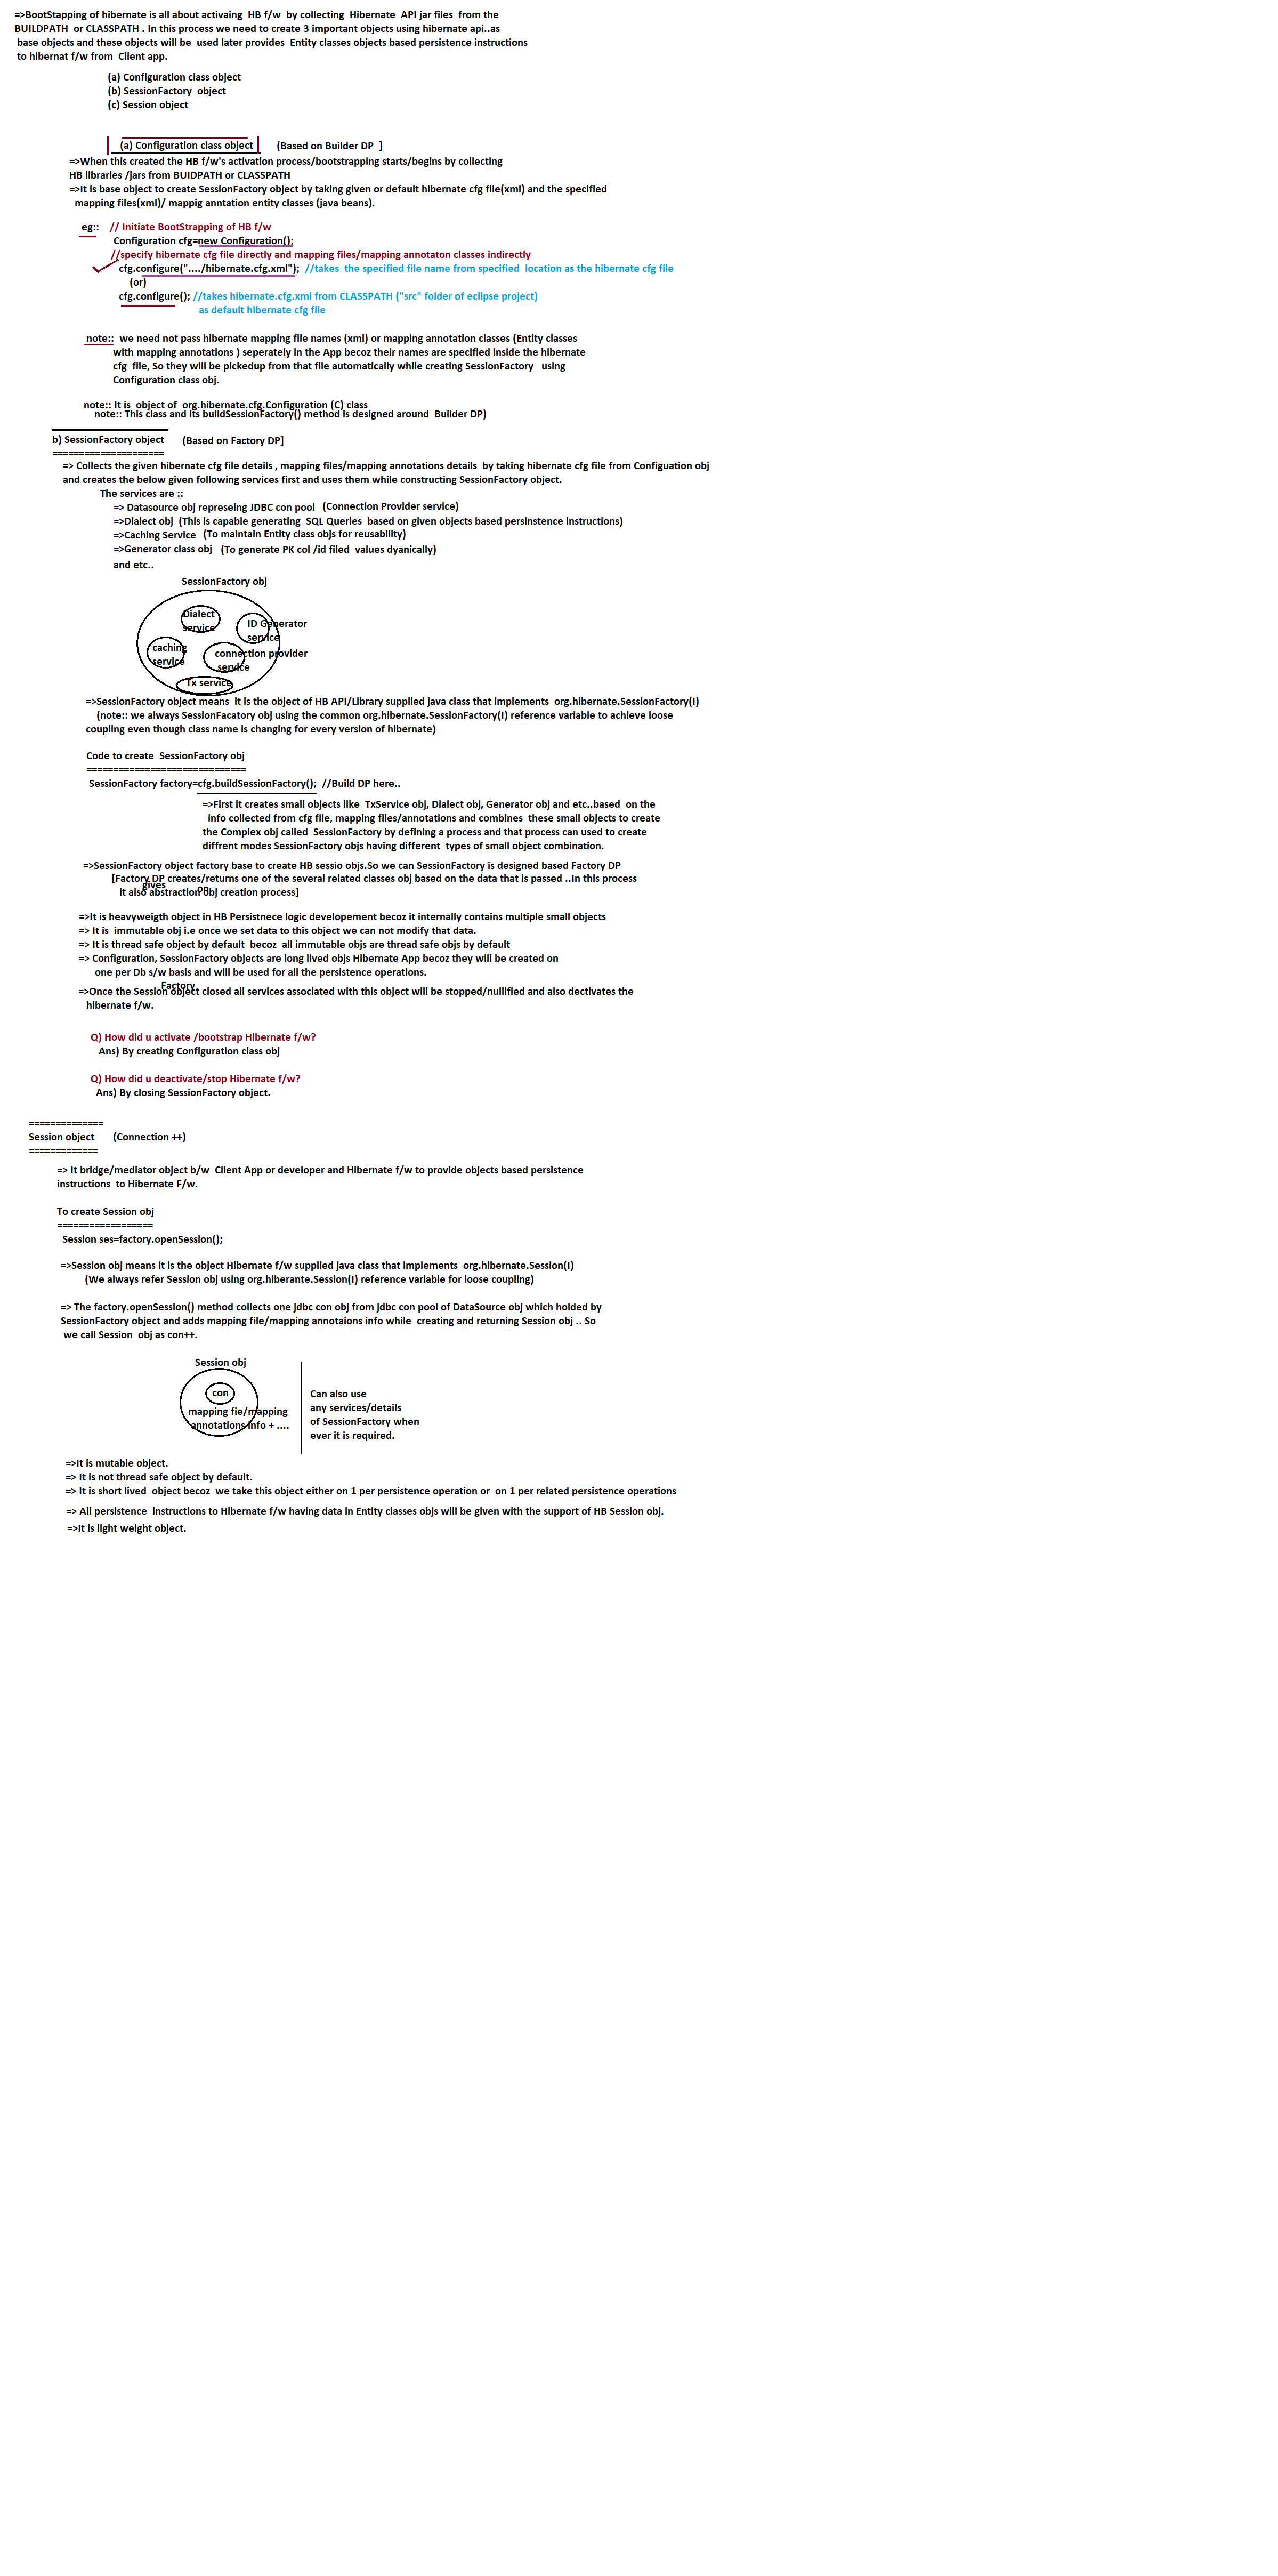 =>BootStapping of hibernate is all about activaing  HB f/w  by collecting  Hibernate  API jar files  from the
BUILDPATH  or CLASSPATH . In this process we need to create 3 important objects using hibernate api..as
base objects and these objects will be  used later provides  Entity classes objects based persistence instructions
to hibernat f/w from  Client app.
(a) Configuration class object
(b) SessionFactory  object
(c) Session object
(a) Configuration class object (Based on Builder DP  ]
=>When this created the HB f/w's activation process/bootstrapping starts/begins by collecting
HB libraries /jars from BUIDPATH or CLASSPATH
=>It is base object to create SessionFactory object by taking given or default hibernate cfg file(xml) and the specified
mapping files(xml)/ mappig anntation entity classes (java beans).
eg:: // Initiate BootStrapping of HB f/w
Configuration cfg=new Configuration();
//specify hibernate cfg file directly and mapping files/mapping annotaton classes indirectly
cfg.configure("..../hibernate.cfg.xml");  //takes  the specified file name from specified  location as the hibernate cfg file
(or)
cfg.configure(); //takes hibernate.cfg.xml from CLASSPATH ("src" folder of eclipse project)
as default hibernate cfg file
note::  we need not pass hibernate mapping file names (xml) or mapping annotation classes (Entity classes
with mapping annotations ) seperately in the App becoz their names are specified inside the hibernate
cfg  file, So they will be pickedup from that file automatically while creating SessionFactory   using
Configuration class obj.
note:: It is  object of  org.hibernate.cfg.Configuration (C) class
note:: This class and its buildSessionFactory() method is designed around  Builder DP)
b) SessionFactory object (Based on Factory DP]
=====================
=> Collects the given hibernate cfg file details , mapping files/mapping annotations details  by taking hibernate cfg file from Configuation obj
and creates the below given following services first and uses them while constructing SessionFactory object.
The services are ::
=> Datasource obj represeing JDBC con pool (Connection Provider service)
=>Dialect obj  (This is capable generating  SQL Queries  based on given objects based persinstence instructions)
=>Caching Service (To maintain Entity class objs for reusability)
=>Generator class obj (To generate PK col /id filed  values dyanically)
and etc..
SessionFactory obj
Dialect
service
ID Generator
service
caching
service
connection provider
service
Tx service
=>SessionFactory object means  it is the object of HB API/Library supplied java class that implements  org.hibernate.SessionFactory(I)
(note:: we always SessionFacatory obj using the common org.hibernate.SessionFactory(I) reference variable to achieve loose
coupling even though class name is changing for every version of hibernate)
Code to create  SessionFactory obj
==============================
SessionFactory factory=cfg.buildSessionFactory();  //Build DP here..
=>First it creates small objects like  TxService obj, Dialect obj, Generator obj and etc..based  on the
info collected from cfg file, mapping files/annotations and combines  these small objects to create
the Complex obj called  SessionFactory by defining a process and that process can used to create
diffrent modes SessionFactory objs having different  types of small object combination.
=>SessionFactory object factory base to create HB sessio objs.So we can SessionFactory is designed based Factory DP
[Factory DP creates/returns one of the several related classes obj based on the data that is passed ..In this process
gives on
it also abstraction obj creation process]
=>It is heavyweigth object in HB Persistnece logic developement becoz it internally contains multiple small objects
=> It is  immutable obj i.e once we set data to this object we can not modify that data.
=> It is thread safe object by default  becoz  all immutable objs are thread safe objs by default
=> Configuration, SessionFactory objects are long lived objs Hibernate App becoz they will be created on
one per Db s/w basis and will be used for all the persistence operations.
Factory
=>Once the Session object closed all services associated with this object will be stopped/nullified and also dectivates the
hibernate f/w.
Q) How did u activate /bootstrap Hibernate f/w?
Ans) By creating Configuration class obj
Q) How did u deactivate/stop Hibernate f/w?
Ans) By closing SessionFactory object.
==============
Session object (Connection ++)
=============
=> It bridge/mediator object b/w  Client App or developer and Hibernate f/w to provide objects based persistence
instructions  to Hibernate F/w.
To create Session obj
==================
Session ses=factory.openSession();
=>Session obj means it is the object Hibernate f/w supplied java class that implements  org.hibernate.Session(I)
(We always refer Session obj using org.hiberante.Session(I) reference variable for loose coupling)
=> The factory.openSession() method collects one jdbc con obj from jdbc con pool of DataSource obj which holded by
SessionFactory object and adds mapping file/mapping annotaions info while  creating and returning Session obj .. So
we call Session  obj as con++.
Session obj
con
mapping fie/mapping
annotations info + ....
Can also use
any services/details
of SessionFactory when
ever it is required.
=>It is mutable object.
=> It is not thread safe object by default.
=> It is short lived  object becoz  we take this object either on 1 per persistence operation or  on 1 per related persistence operations
=> All persistence  instructions to Hibernate f/w having data in Entity classes objs will be given with the support of HB Session obj.
=>It is light weight object.